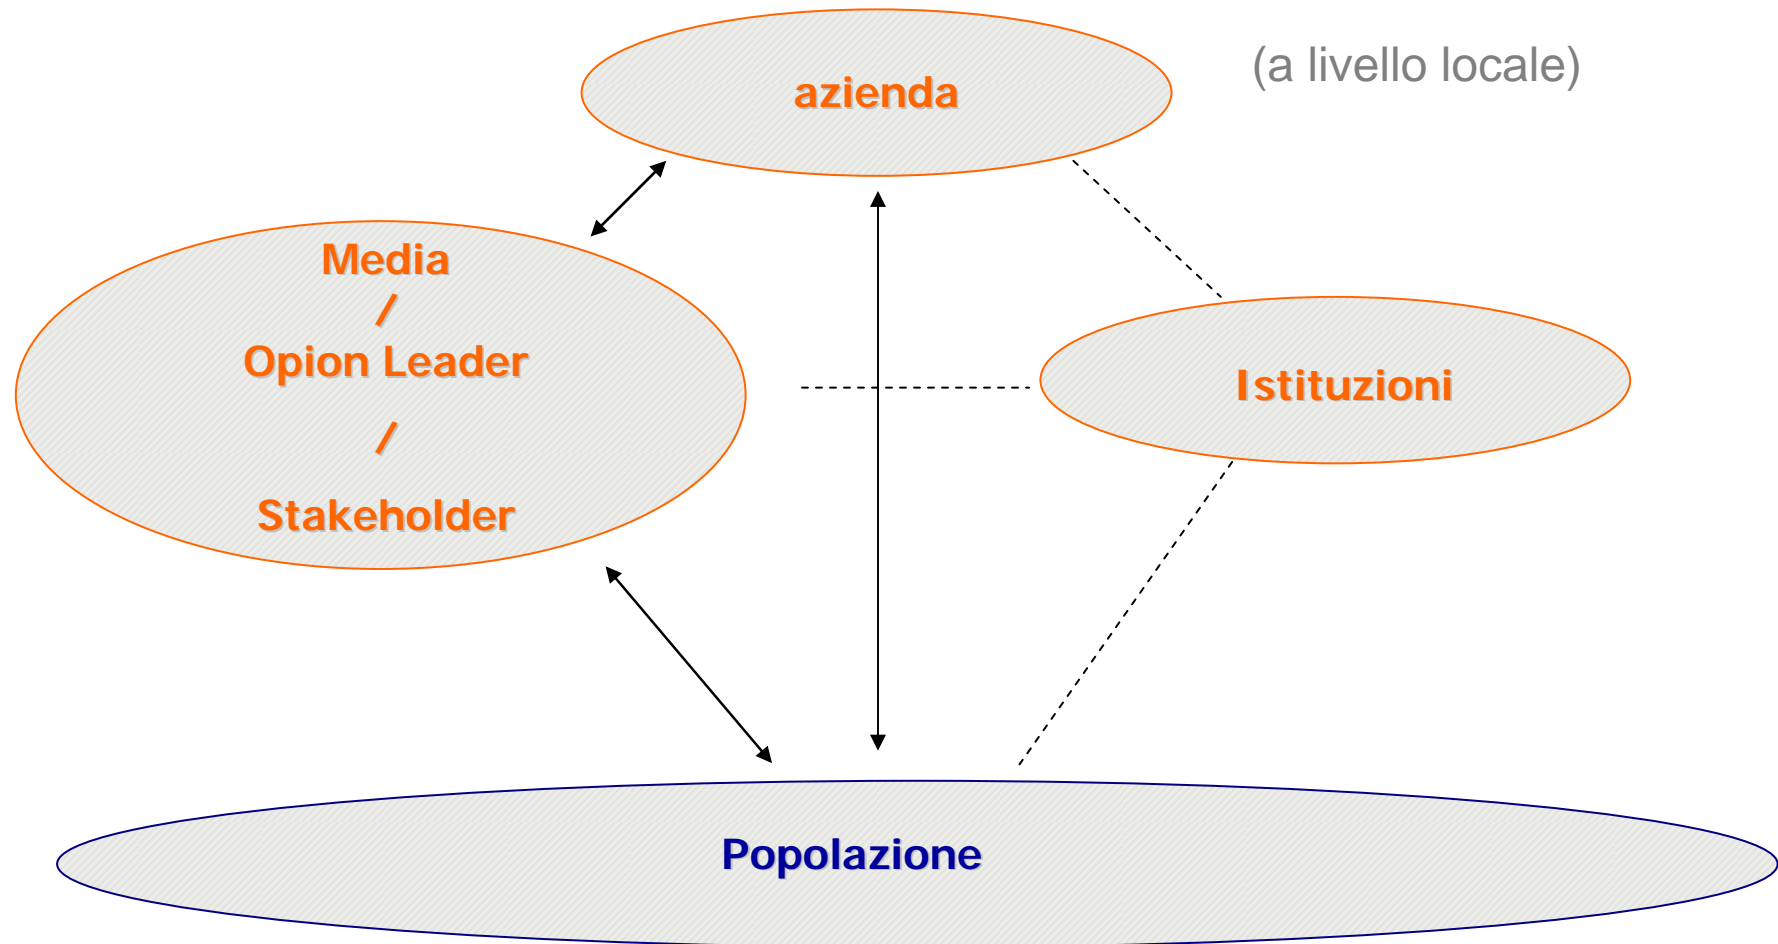 azienda
(a livello locale)
Media
/
Opion Leader
/
Stakeholder
Istituzioni
Popolazione